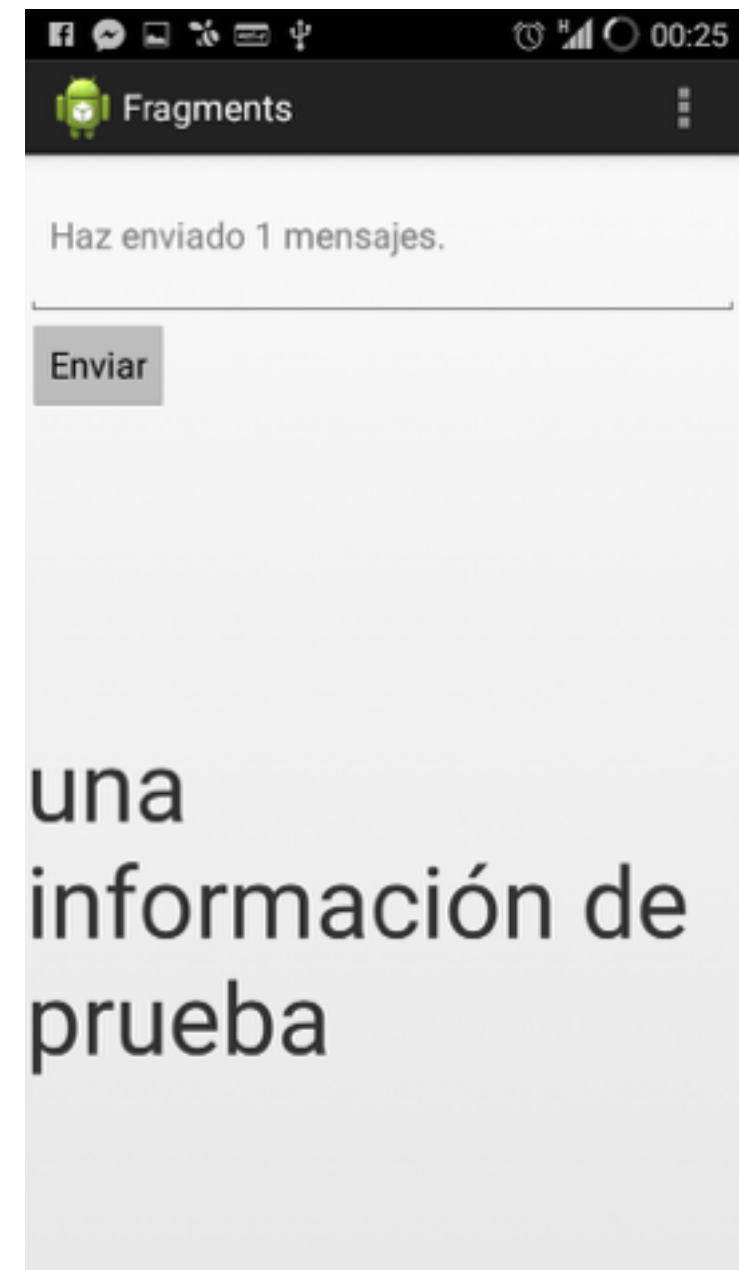 00:25
Fragments
Haz enviado 1 mensajes.
Enviar
una
información de
prueba